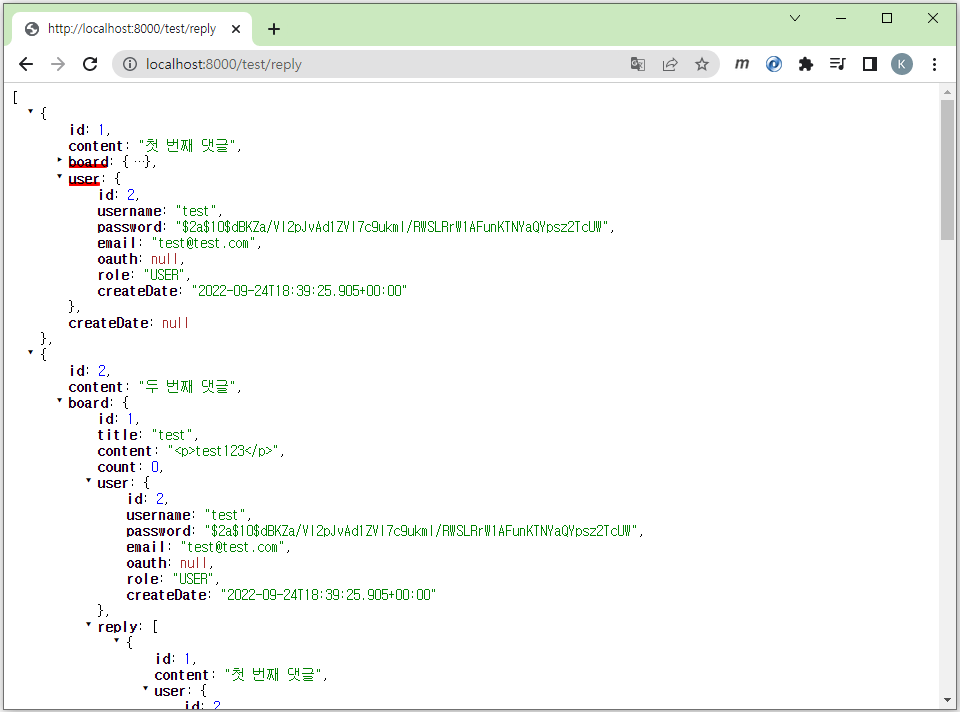 http://localhost:8000/test/reply
localhost:8000/test/reply
m
K
[
{
id: 1,
content: "첫 번째 댓글",
board: { … },
user: {
id: 2,
username: "test",
password: "$2a$10$dBKZa/Vl2pJvAd1ZVl7c9ukml/RWSLRrW1AFunKTNYaQYpsz2TcUW",
email: "test@test.com",
oauth: null,
role: "USER",
createDate: "2022-09-24T18:39:25.905+00:00"
},
createDate: null
},
{
id: 2,
content: "두 번째 댓글",
board: {
id: 1,
title: "test",
content: "<p>test123</p>",
count: 0,
user: {
id: 2,
username: "test",
password: "$2a$10$dBKZa/Vl2pJvAd1ZVl7c9ukml/RWSLRrW1AFunKTNYaQYpsz2TcUW",
email: "test@test.com",
oauth: null,
role: "USER",
createDate: "2022-09-24T18:39:25.905+00:00"
},
reply: [
{
id: 1,
content: "첫 번째 댓글",
user: {
id: 2